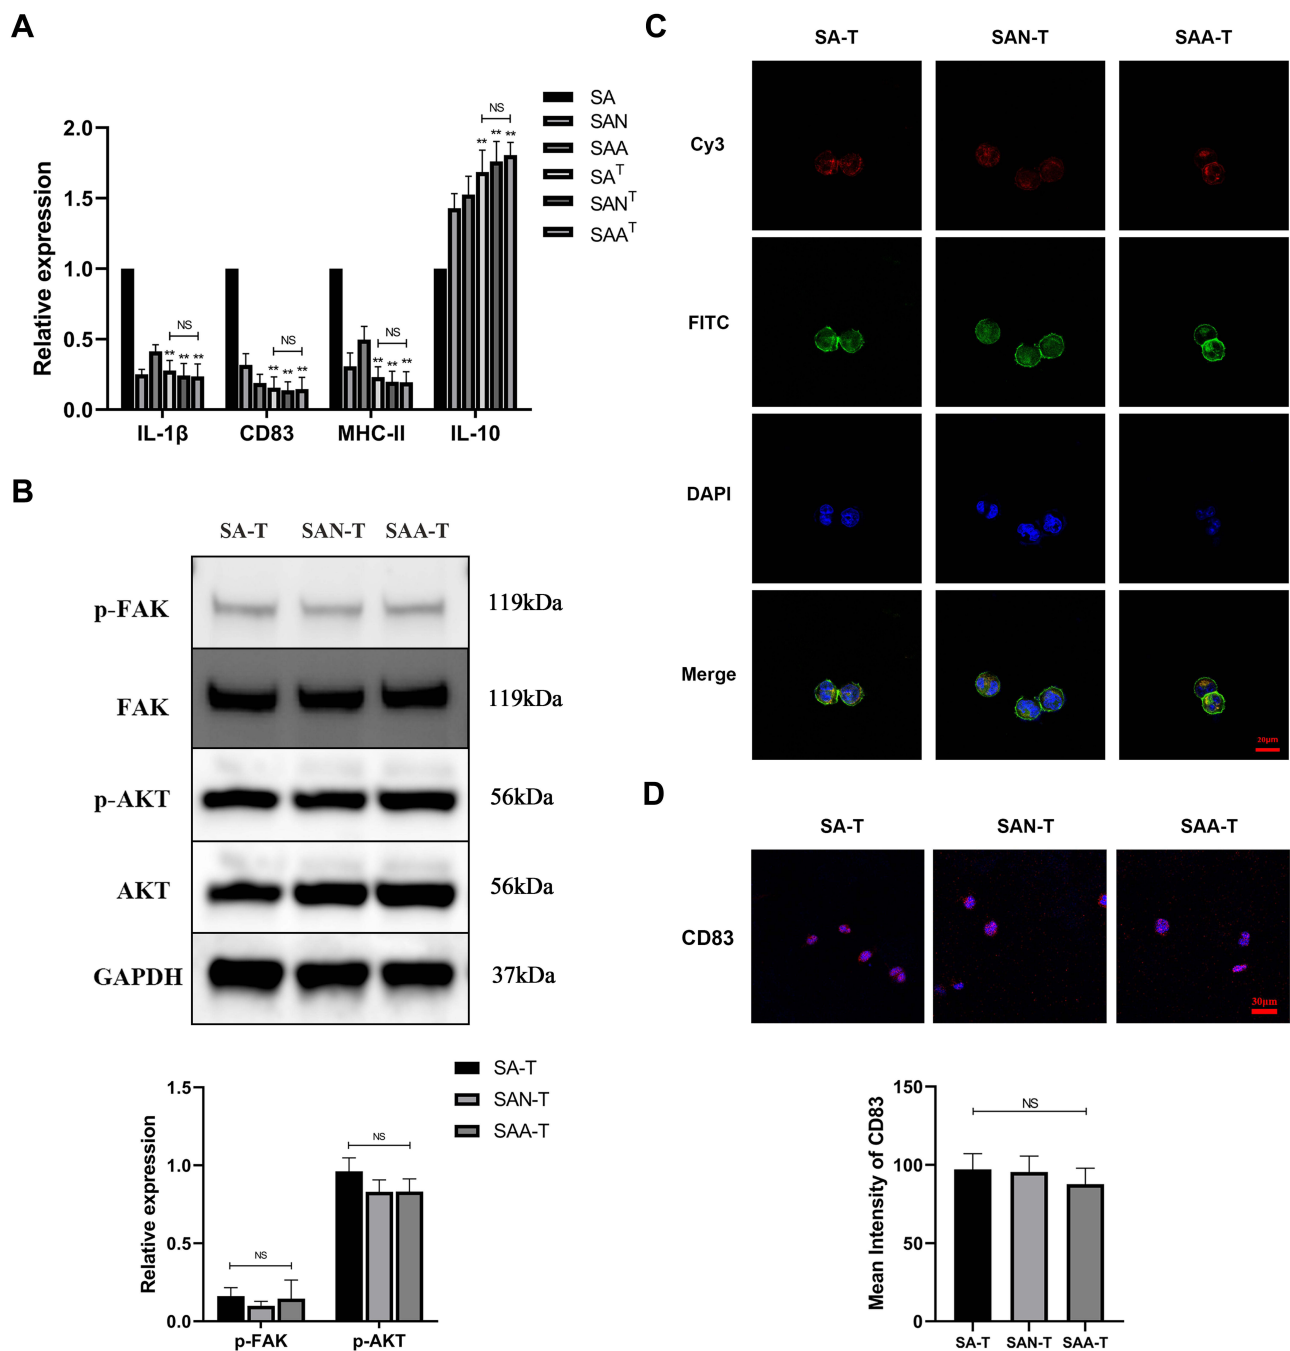 A
SA
SAN
SAA
SAT
SANT
SAAT
Relative expression
2.0
1.5
1.0
0.5
0.0
NS
** ** **
NS
** ** **
NS
** ** **
NS
** ** **
IL-1β CD83 MHC-II IL-10
B
SA-T SAN-T SAA-T
p-FAK 119kDa
FAK 119kDa
p-AKT 56kDa
AKT 56kDa
GAPDH 37kDa
SA-T
SAN-T
SAA-T
Relative expression
1.5
1.0
0.5
0.0
NS
NS
p-FAK p-AKT
C
SA-T SAN-T SAA-T
Cy3
FITC
DAPI
Merge
20μm
D
SA-T SAN-T SAA-T
CD83
30μm
Mean Intensity of CD83
150
100
50
0
NS
SA-T SAN-T SAA-T